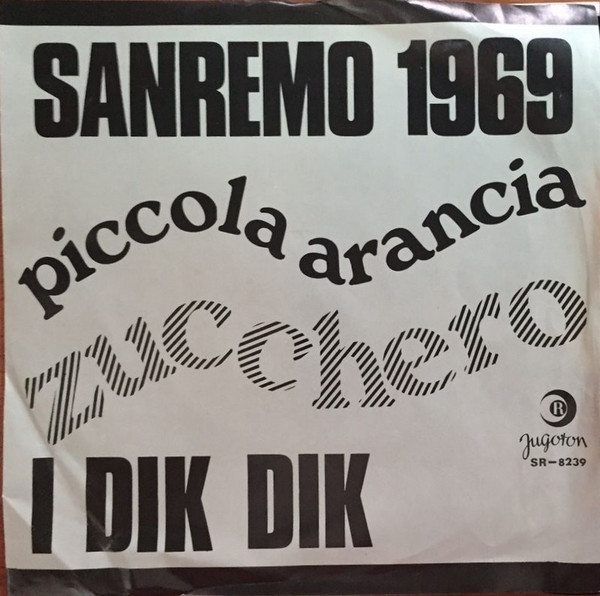 SANREMO 1969
piccola arancia
zucchero
R
Jugoton
SR-8239
I DIK DIK